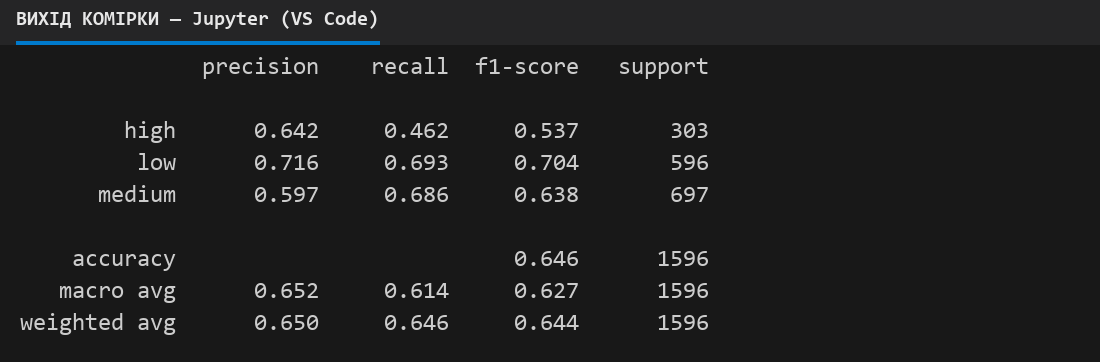 ВИХІД КОМІРКИ — Jupyter (VS Code)
precision recall f1-score support
high 0.642 0.462 0.537 303
low 0.716 0.693 0.704 596
medium 0.597 0.686 0.638 697
accuracy 0.646 1596
macro avg 0.652 0.614 0.627 1596
weighted avg 0.650 0.646 0.644 1596